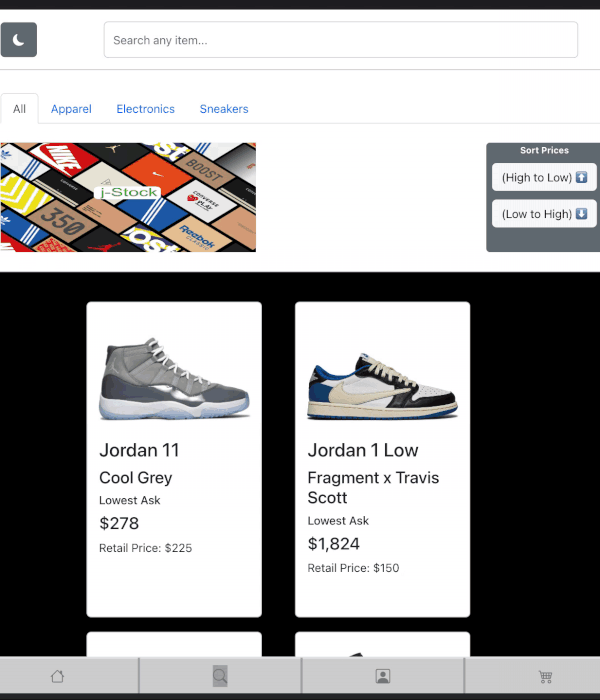 Search any item...
All Apparel Electronics Sneakers
NIKE
BOOST
j-Stock
CONVERSE
350
Reebok
CLASSIC
Sort Prices
(High to Low) ⬆️
(Low to High) ⬇️
Jordan 11
Cool Grey
Lowest Ask
$278
Retail Price: $225
Jordan 1 Low
Fragment x Travis
Scott
Lowest Ask
$1,824
Retail Price: $150